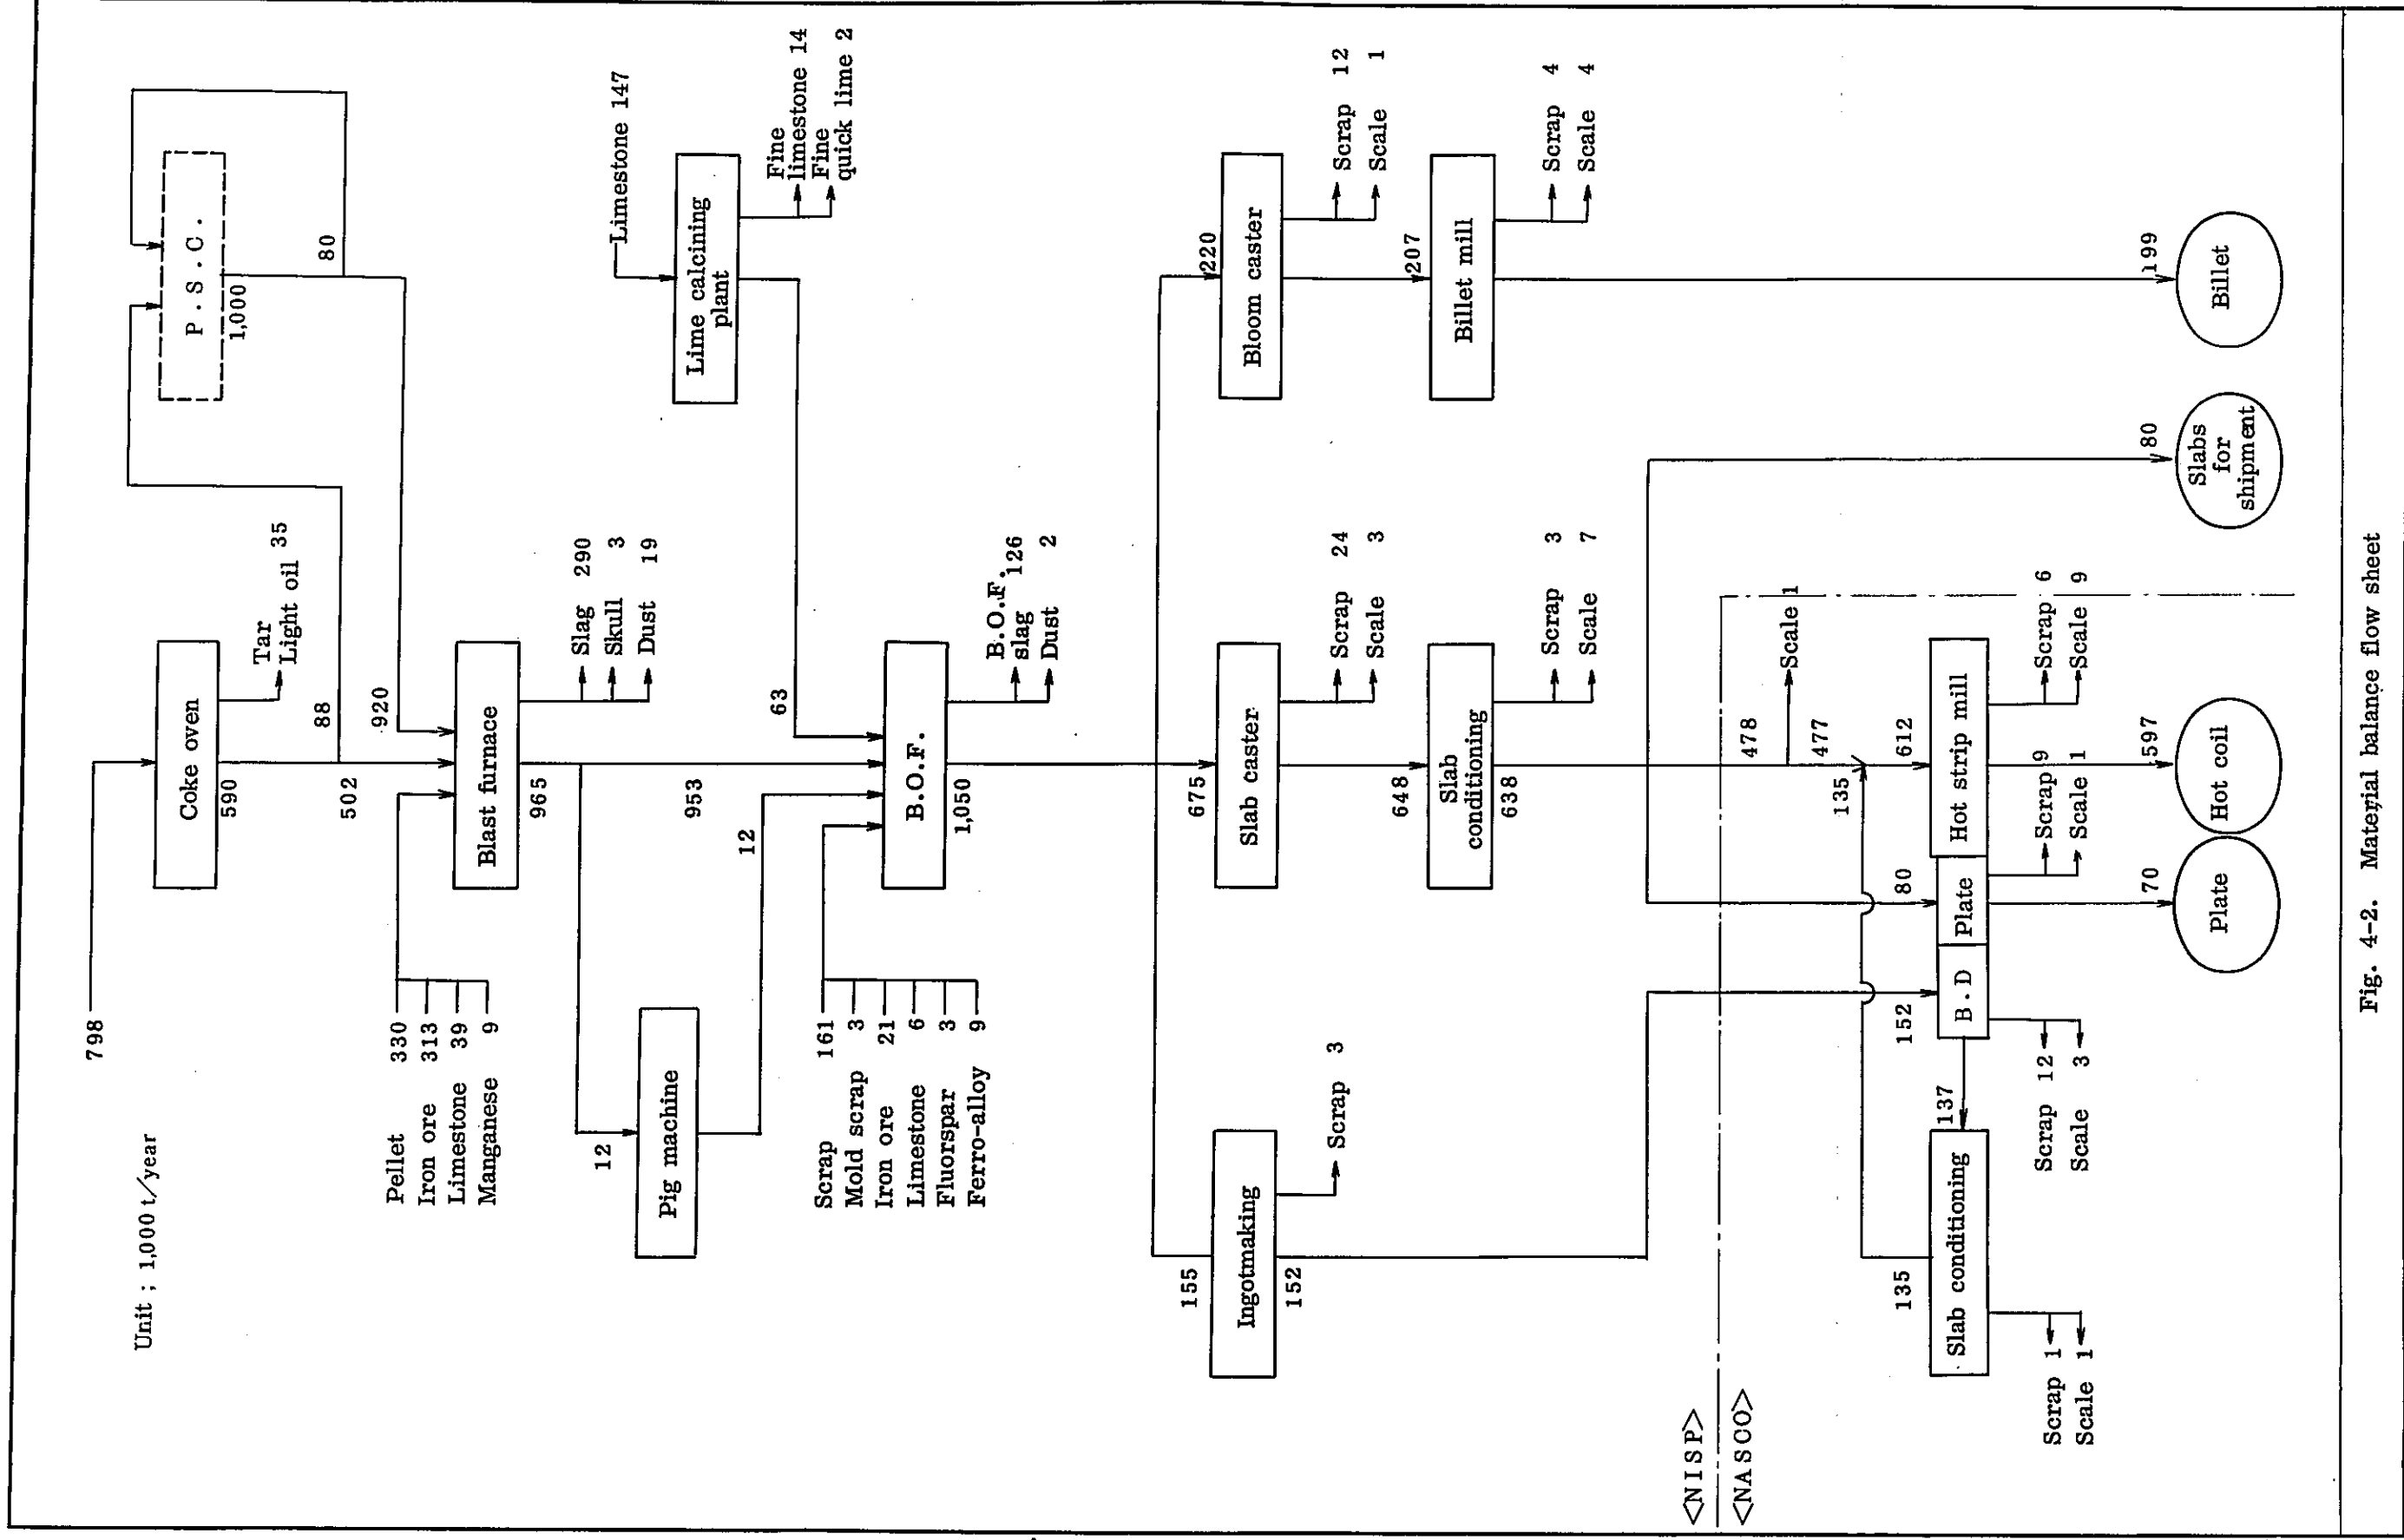 Unit ; 1,000 t/year
798
Coke oven
590
Tar
Light oil 35
88
502
P.S.C.
1,000
80
920
Pellet 330
Iron ore 313
Limestone 39
Manganese 9
Blast furnace
965
Slag 290
Skull 3
Dust 19
Limestone 147
Lime calcining
plant
Fine
limestone 14
Fine
quick lime 2
12
Pig machine
953
12
63
Scrap 161
Mold scrap 3
Iron ore 21
Limestone 6
Fluorspar 3
Ferro-alloy 9
B.O.F.
1,050
B.O.F.
slag 126
Dust 2
155
Ingotmaking
152
Scrap 3
675
Slab caster
Scrap 24
Scale 3
648
Slab
conditioning
638
Scrap 3
Scale 7
220
Bloom caster
Scrap 12
Scale 1
207
Billet mill
Scrap 4
Scale 4
<NISP>
<NASCO>
478
Scale 1
477
135
612
135
Slab conditioning
137
Scrap 1
Scale 1
152
B.D
Scrap 12
Scale 3
80
Plate
Scrap 9
Scale 1
Hot strip mill
Scrap 6
Scale 9
70
Plate
597
Hot coil
80
Slabs
for
shipment
199
Billet
Fig. 4-2. Material balance flow sheet